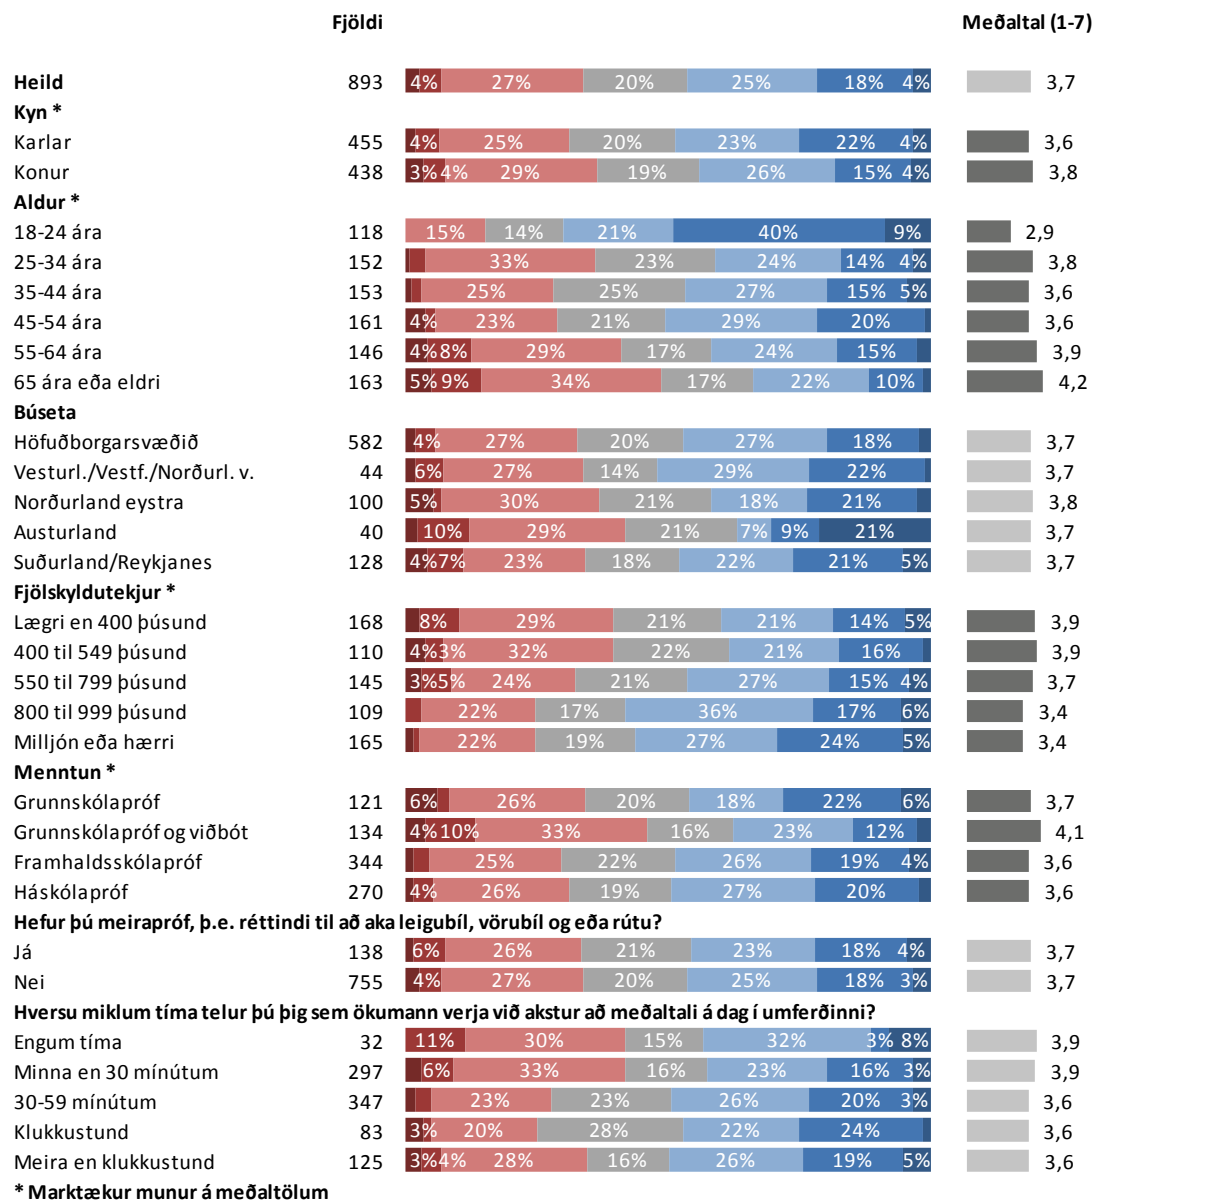 Fjöldi Meðaltal (1-7)
Heild 893 4% 27% 20% 25% 18% 4% 3,7
Kyn *
Karlar 455 4% 25% 20% 23% 22% 4% 3,6
Konur 438 3% 4% 29% 19% 26% 15% 4% 3,8
Aldur *
18-24 ára 118 15% 14% 21% 40% 9% 2,9
25-34 ára 152 33% 23% 24% 14% 4% 3,8
35-44 ára 153 25% 25% 27% 15% 5% 3,6
45-54 ára 161 4% 23% 21% 29% 20% 3,6
55-64 ára 146 4% 8% 29% 17% 24% 15% 3,9
65 ára eða eldri 163 5% 9% 34% 17% 22% 10% 4,2
Búseta
Höfuðborgarsvæðið 582 4% 27% 20% 27% 18% 3,7
Vesturl./Vestf./Norðurl. v. 44 6% 27% 14% 29% 22% 3,7
Norðurland eystra 100 5% 30% 21% 18% 21% 3,8
Austurland 40 10% 29% 21% 7% 9% 21% 3,7
Suðurland/Reykjanes 128 4% 7% 23% 18% 22% 21% 5% 3,7
Fjölskyldutekjur *
Lægri en 400 þúsund 168 8% 29% 21% 21% 14% 5% 3,9
400 til 549 þúsund 110 4% 3% 32% 22% 21% 16% 3,9
550 til 799 þúsund 145 3% 5% 24% 21% 27% 15% 4% 3,7
800 til 999 þúsund 109 22% 17% 36% 17% 6% 3,4
Milljón eða hærri 165 22% 19% 27% 24% 5% 3,4
Menntun *
Grunnskólapróf 121 6% 26% 20% 18% 22% 6% 3,7
Grunnskólapróf og viðbót 134 4% 10% 33% 16% 23% 12% 4,1
Framhaldsskólapróf 344 25% 22% 26% 19% 4% 3,6
Háskólapróf 270 4% 26% 19% 27% 20% 3,6
Hefur þú meirapróf, þ.e. réttindi til að aka leigubíl, vörubíl og eða rútu?
Já 138 6% 26% 21% 23% 18% 4% 3,7
Nei 755 4% 27% 20% 25% 18% 3% 3,7
Hversu miklum tíma telur þú þig sem ökumann verja við akstur að meðaltali á dag í umferðinni?
Engum tíma 32 11% 30% 15% 32% 3% 8% 3,9
Minna en 30 mínútum 297 6% 33% 16% 23% 16% 3% 3,9
30-59 mínútum 347 23% 23% 26% 20% 3% 3,6
Klukkustund 83 3% 20% 28% 22% 24% 3,6
Meira en klukkustund 125 3% 4% 28% 16% 26% 19% 5% 3,6
* Marktækur munur á meðaltölum